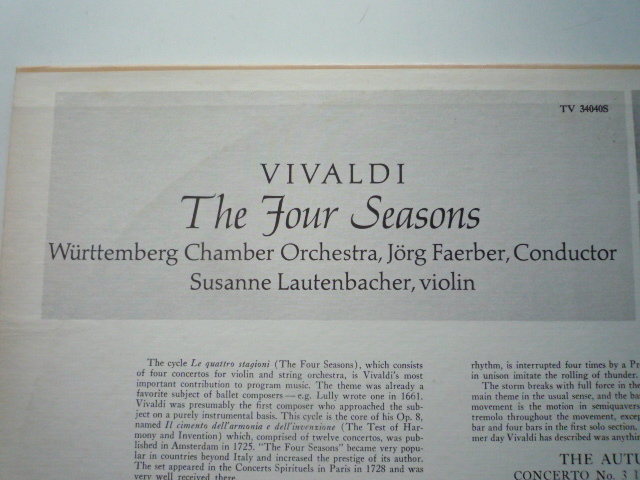 TV 34040S
VIVALDI
The Four Seasons
Württemberg Chamber Orchestra, Jörg Faerber, Conductor
Susanne Lautenbacher, violin
The cycle Le quattro stagioni (The Four Seasons), which consists
of four concertos for violin and string orchestra, is Vivaldi's most
important contribution to program music. The theme was already a
favorite subject of ballet composers — e.g. Lully wrote one in 1661.
Vivaldi was presumably the first composer who approached the sub-
ject on a purely instrumental basis. This cycle is the core of his Op. 8,
named Il cimento dell'armonia e dell'invenzione (The Test of Har-
mony and Invention) which, comprised of twelve concertos, was pub-
lished in Amsterdam in 1725. "The Four Seasons" became very popu-
lar in countries beyond Italy and increased the prestige of its author.
The set appeared in the Concerts Spirituels in Paris in 1728 and was
very well received there.
rhythm, is interrupted four times by a Pr
in unison imitate the rolling of thunder.
The storm breaks with full force in the
main theme in the usual sense, and the ba
movement is the motion in semiquavers
tremolo throughout the movement, excep
bar and four bars in the first solo section,
mer day Vivaldi has described was anythin
THE AUTU
CONCERTO No. 3 I